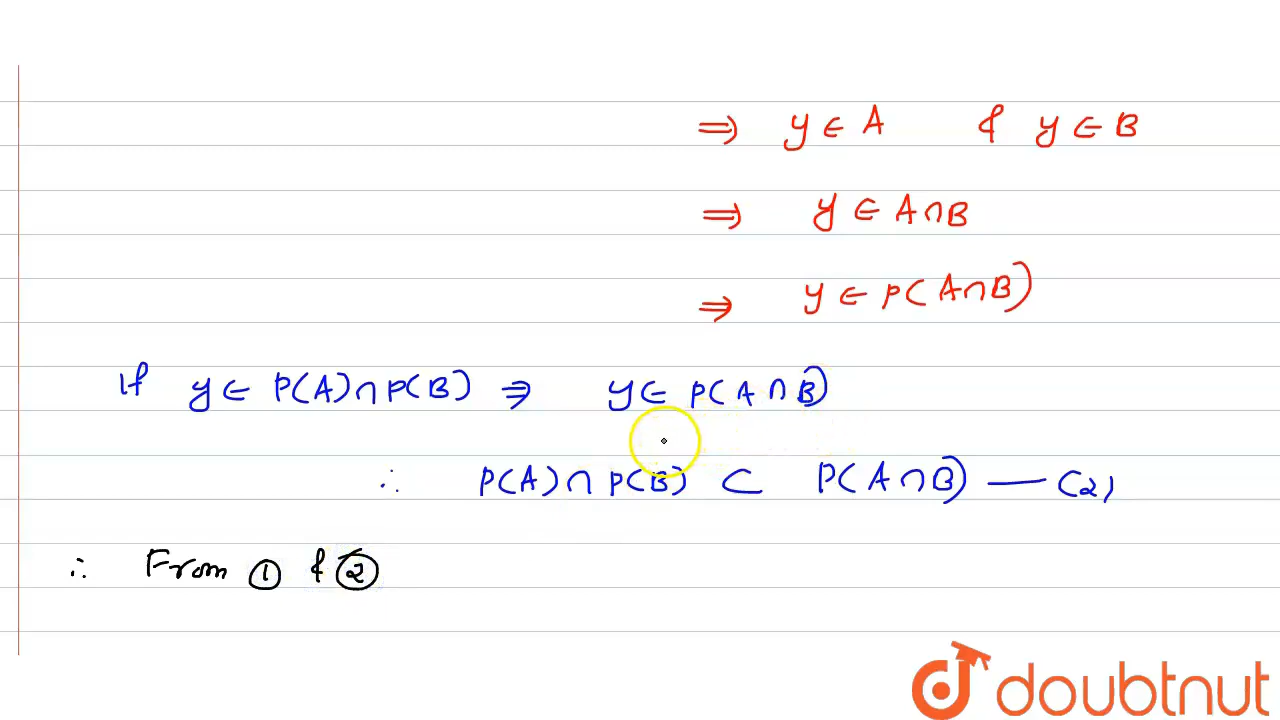 ⇒ y ∈ A & y ∈ B
⇒ y ∈ A∩B
⇒ y ∈ P(A∩B)
If y ∈ P(A)∩P(B) ⇒ y ∈ P(A∩B)
∴ P(A)∩P(B) ⊂ P(A∩B) — (2)
∴ From ① & ②
doubtnut